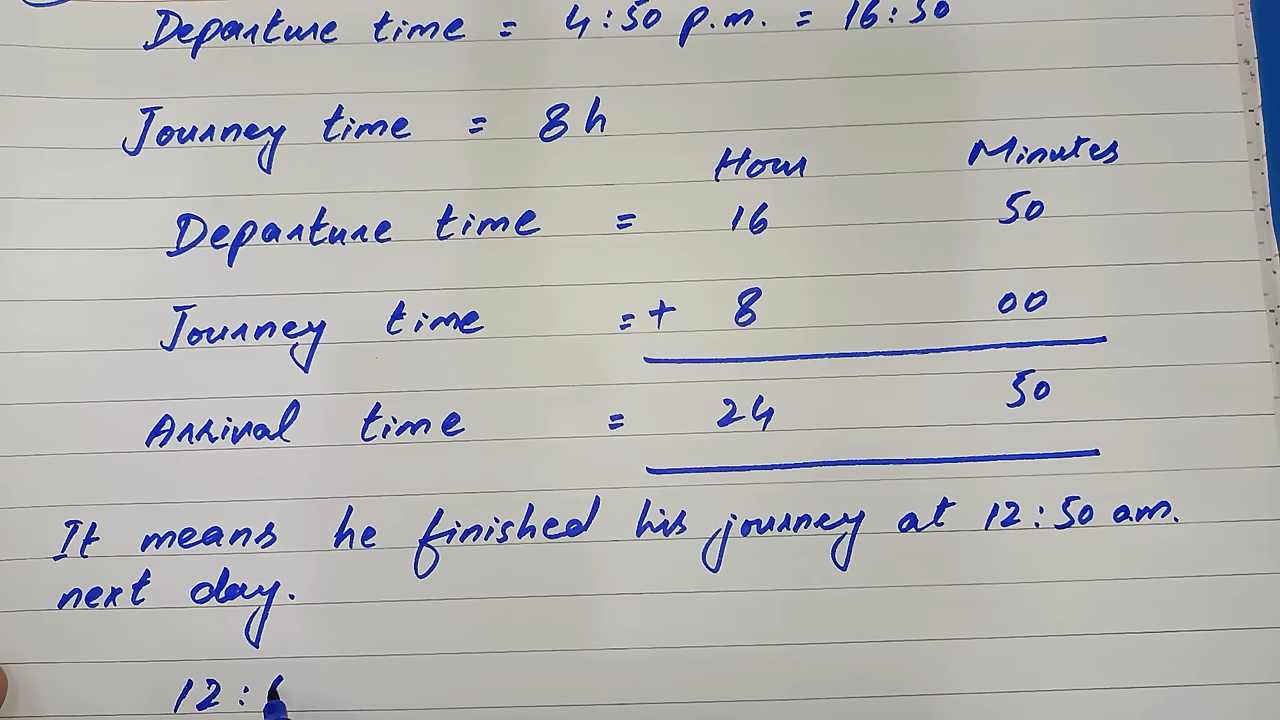 Departure time = 4:50 p.m. = 16:50
Journey time = 8h
Hour Minutes
Departure time = 16 50
Journey time = + 8 00
Arrival time = 24 50
It means he finished his journey at 12:50 am.
next day.
12: